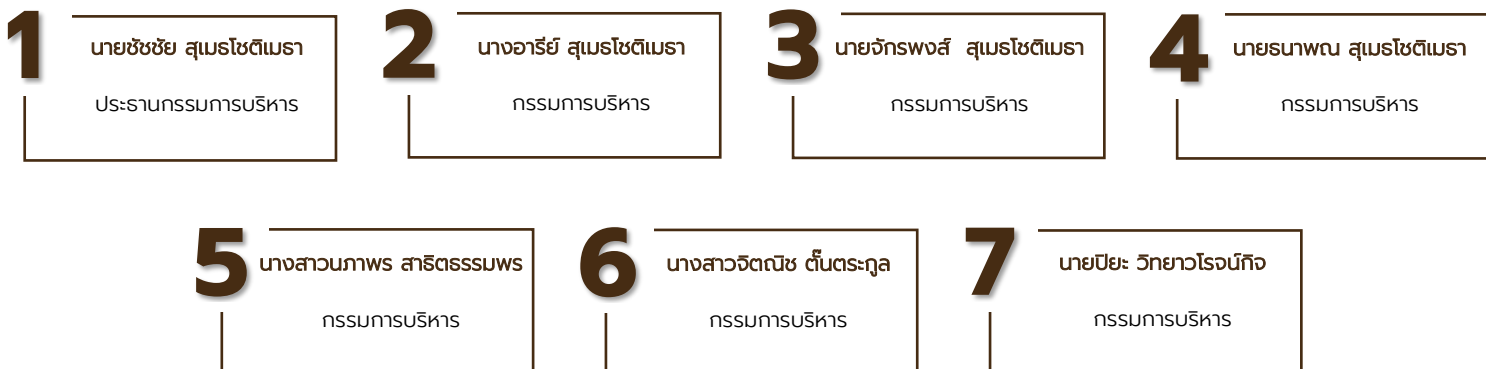 1
นายชัชชัย สุเมธโชติเมธา
ประธานกรรมการบริหาร
2
นางอารีย์ สุเมธโชติเมธา
กรรมการบริหาร
3
นายจักรพงส์ สุเมธโชติเมธา
กรรมการบริหาร
4
นายธนาพณ สุเมธโชติเมธา
กรรมการบริหาร
5
นางสาวนภาพร สาธิตธรรมพร
กรรมการบริหาร
6
นางสาวจิตณิช ตั๊นตระกูล
กรรมการบริหาร
7
นายปิยะ วิทยาวโรจน์กิจ
กรรมการบริหาร